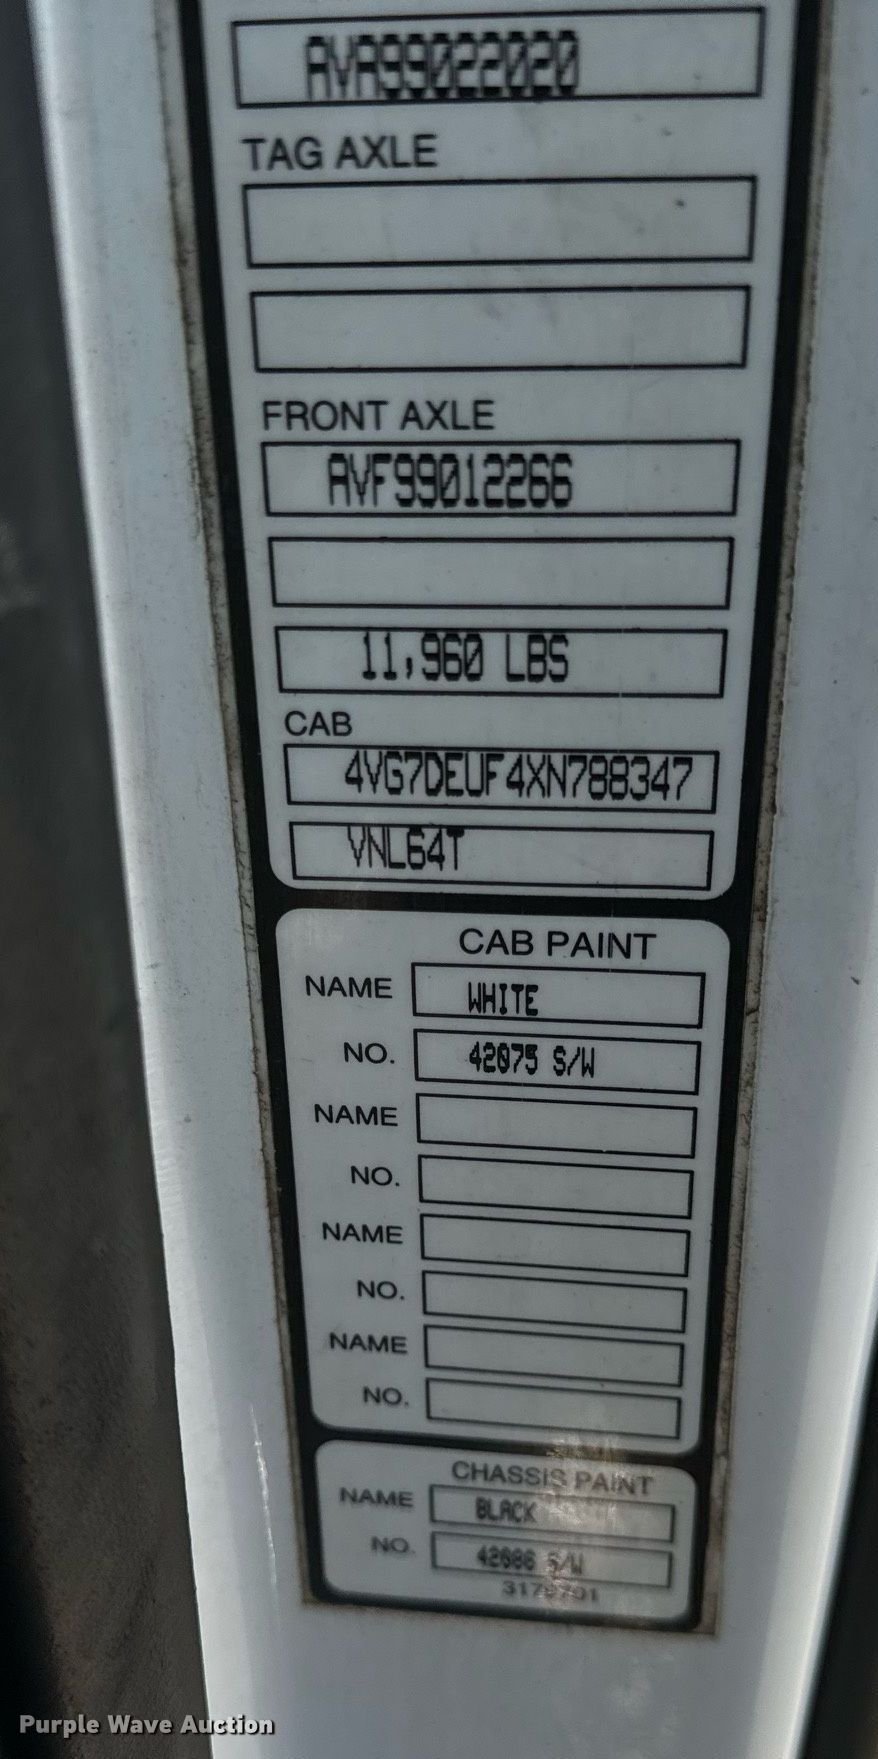 AVA99022020
TAG AXLE
FRONT AXLE
AVF99012266
11,960 LBS
CAB
4VG7DEUF4XN788347
VNL64T
CAB PAINT
NAME WHITE
NO. 42075 S/W
NAME
NO.
NAME
NO.
NAME
NO.
CHASSIS PAINT
NAME BLACK
NO. S/W
Purple Wave Auction